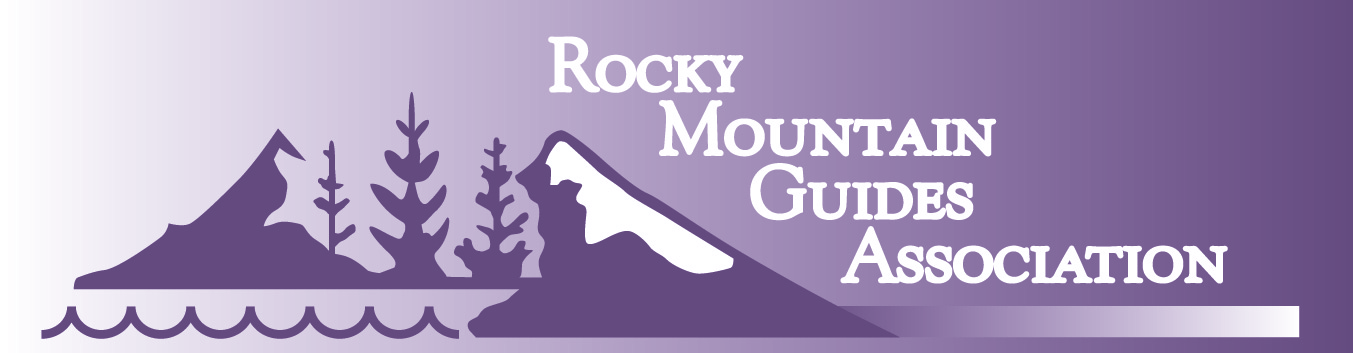 Rocky
Mountain
Guides
Association